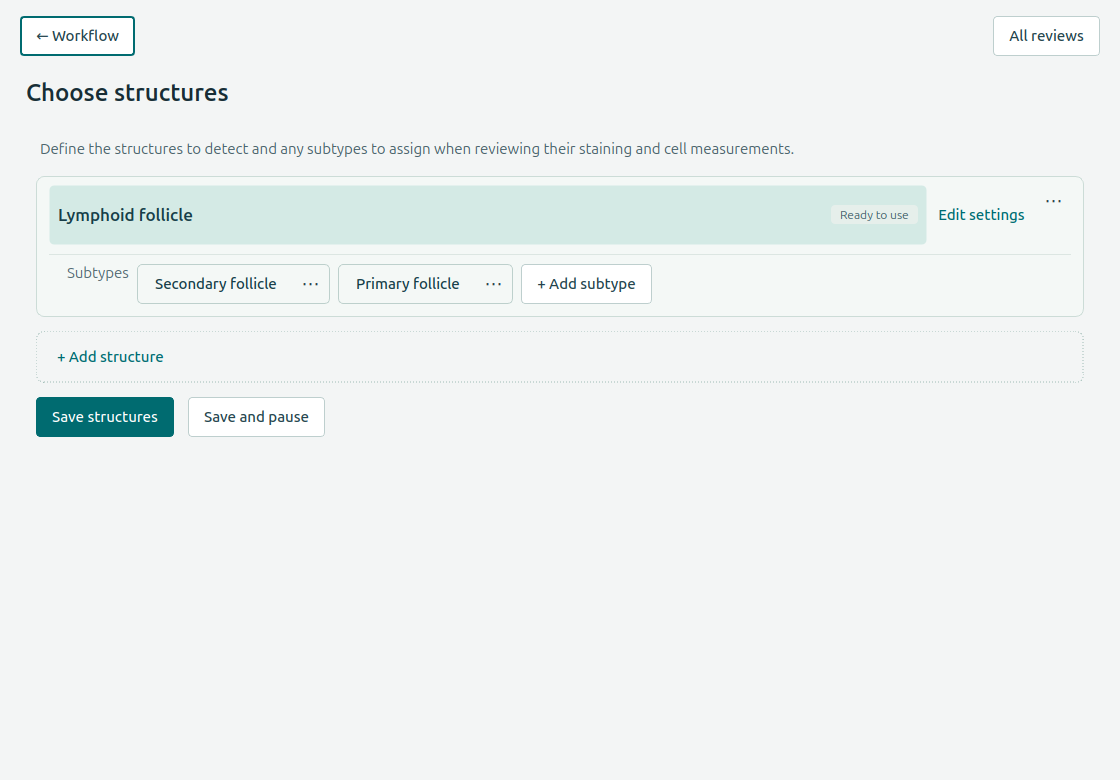 ← Workflow
All reviews
Choose structures
Define the structures to detect and any subtypes to assign when reviewing their staining and cell measurements.
Lymphoid follicle
Ready to use
Edit settings
⋯
Subtypes
Secondary follicle ⋯
Primary follicle ⋯
+ Add subtype
+ Add structure
Save structures
Save and pause